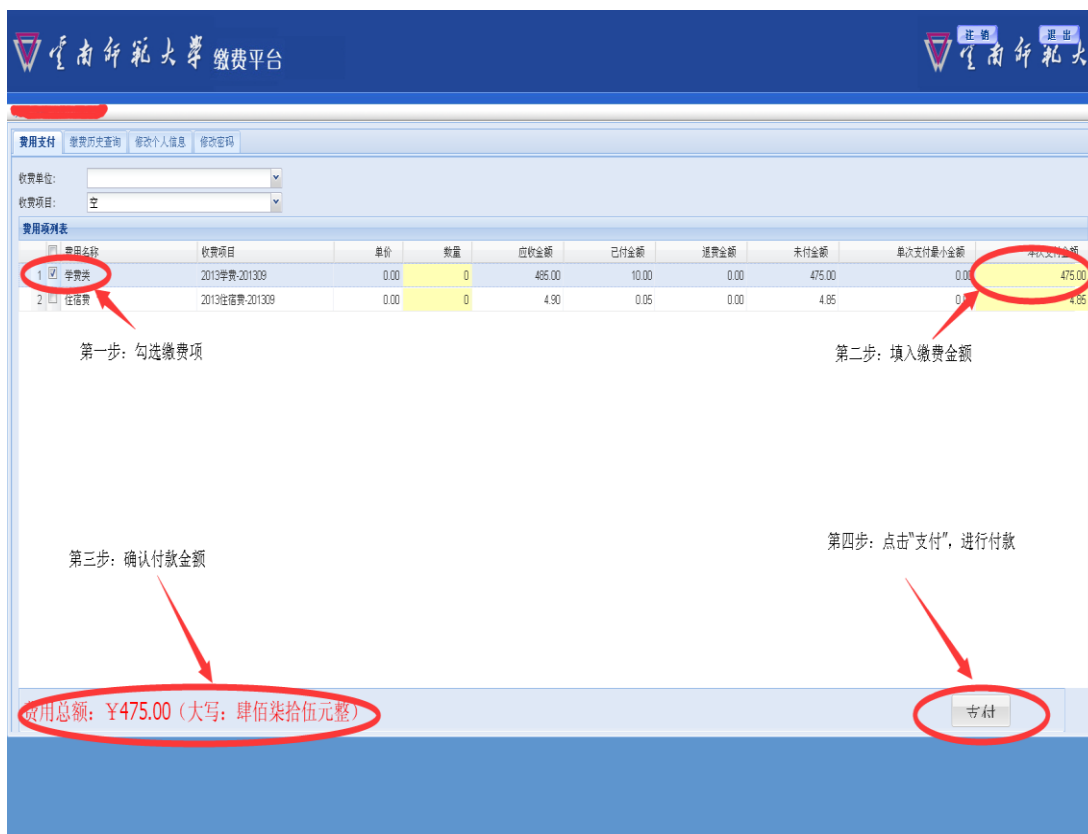 云南师范大学 缴费平台
注销 退出
云南师范大
费用支付 缴费历史查询 修改个人信息 修改密码
收费单位:
收费项目: 空
费用项列表
费用名称 收费项目 单价 数量 应收金额 已付金额 退费金额 未付金额 单次支付最小金额 本次支付金额
1 学费类 2013学费-201309 0.00 0 485.00 10.00 0.00 475.00 0.00 475.00
2 住宿费 2013住宿费-201309 0.00 0 4.90 0.05 0.00 4.85 4.85
第一步：勾选缴费项 第二步：填入缴费金额
第四步：点击“支付”，进行付款
第三步：确认付款金额
费用总额：￥475.00（大写：肆佰柒拾伍元整）
支付